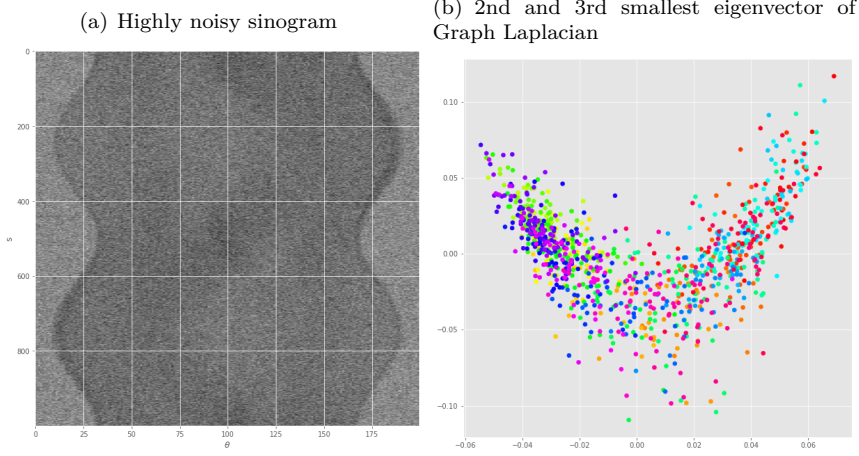 (a) Highly noisy sinogram
0
200
400
600
800
s
0 25 50 75 100 125 150 175
θ
(b) 2nd and 3rd smallest eigenvector of
Graph Laplacian
0.10
0.05
0.00
−0.05
−0.10
−0.06 −0.04 −0.02 0.00 0.02 0.04 0.06